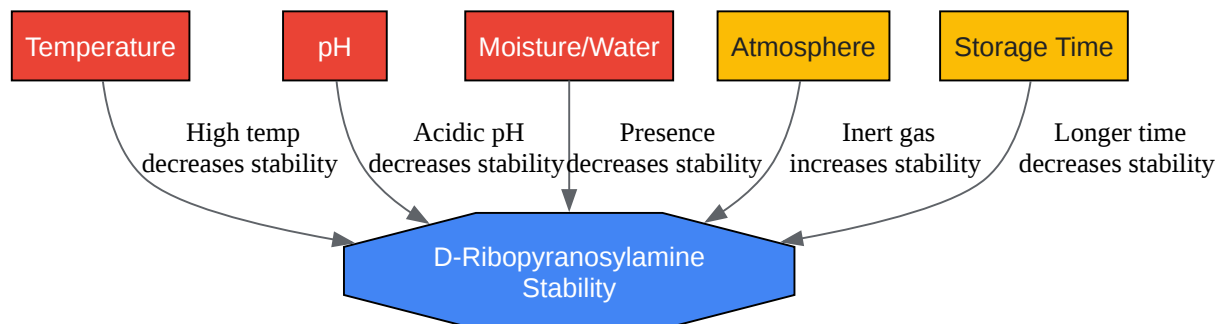 Temperature
pH
Moisture/Water
Atmosphere
Storage Time
High temp
decreases stability
Acidic pH
decreases stability
Presence
decreases stability
Inert gas
increases stability
Longer time
decreases stability
D-Ribopyranosylamine
Stability